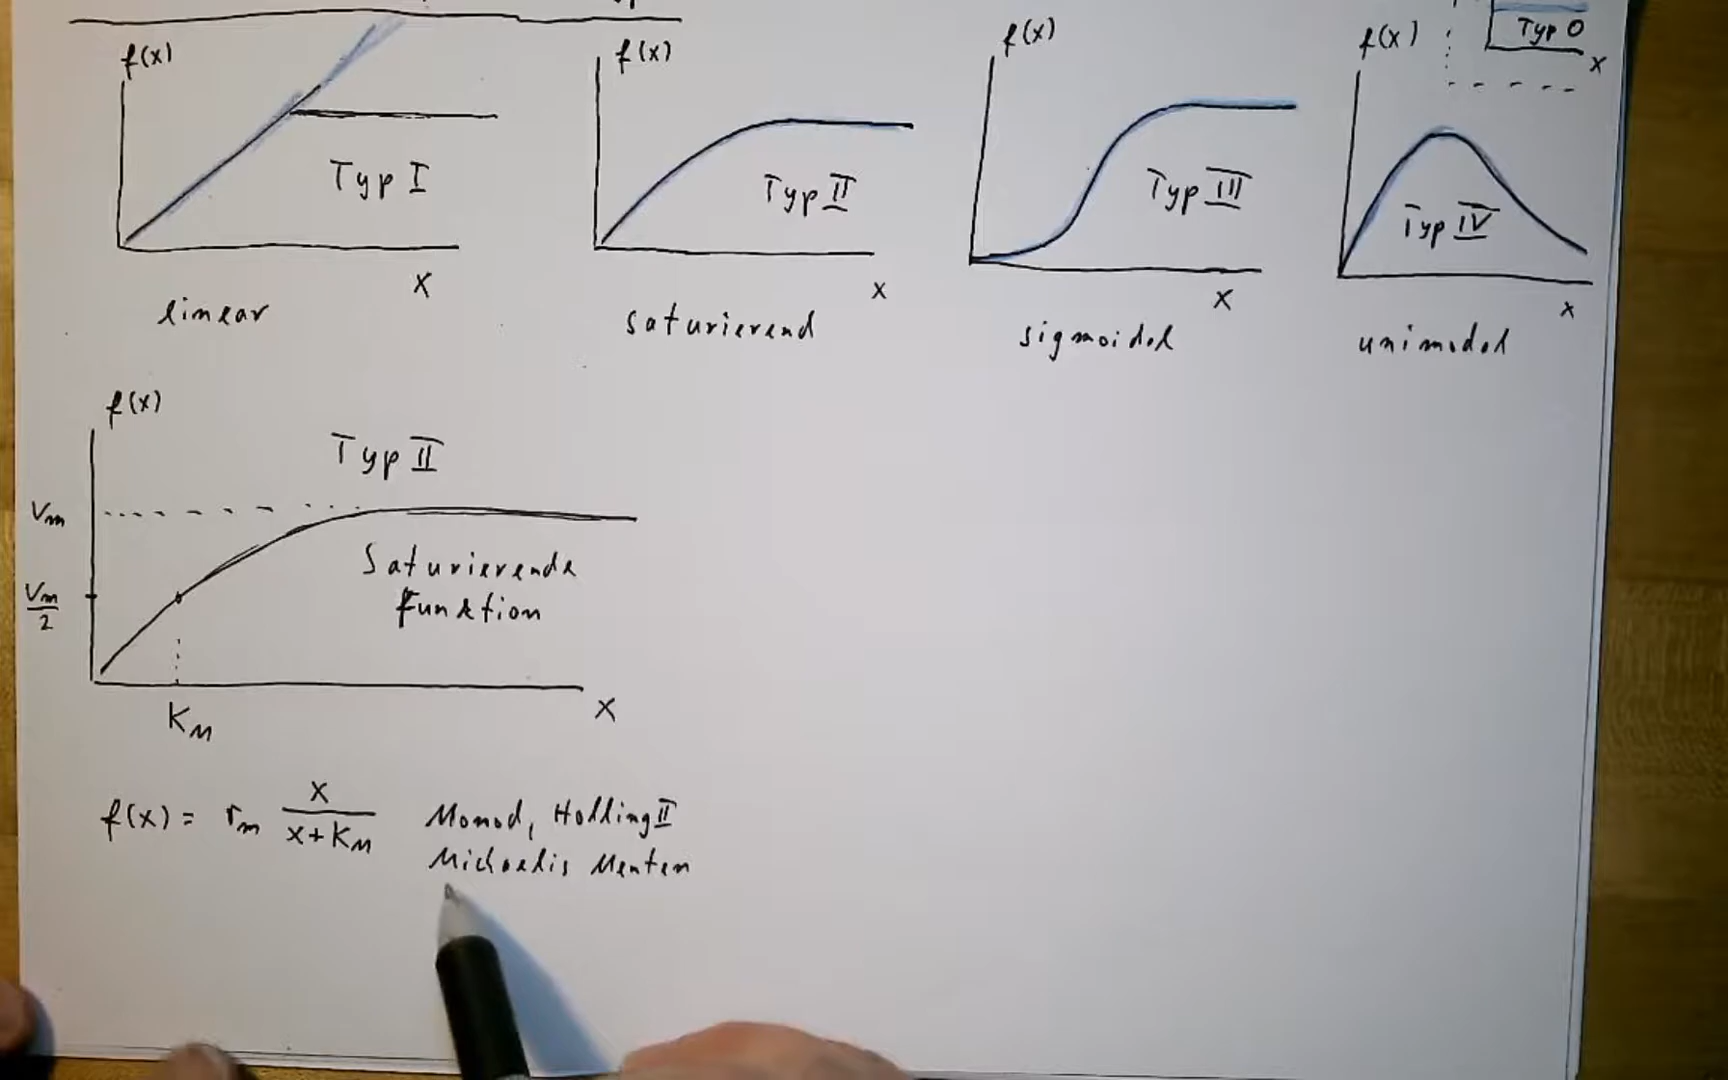 f(x)
Typ I
x
linear
f(x)
Typ II
x
saturierend
f(x)
Typ III
x
sigmoidal
f(x)
Typ IV
x
unimodal
Typ 0
x
f(x)
Typ II
Vm
Vm/2
Saturierende
Funktion
KM
x
f(x) = rm x/(x+KM)
Monod, Holling II
Michaelis Menten